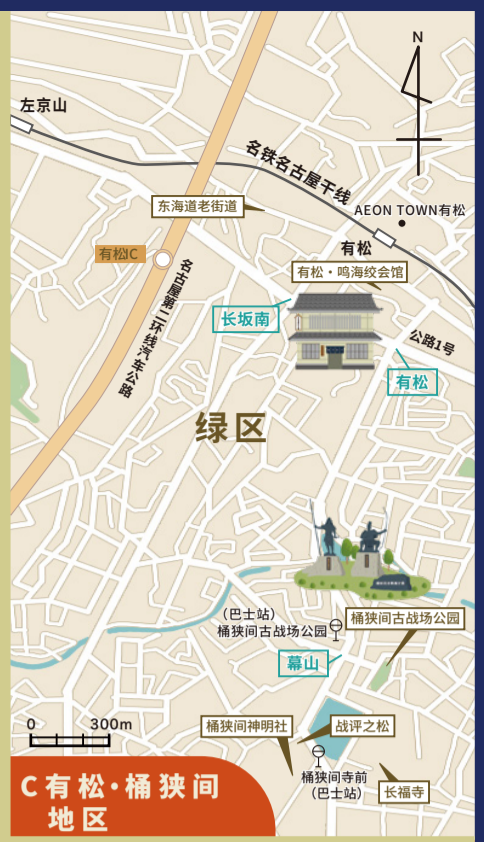 N
左京山
名铁名古屋干线
东海道老街道
AEON TOWN有松
有松
有松IC
有松・鸣海绞会馆
名古屋第二环线汽车公路
长坂南
公路1号
有松
绿区
（巴士站）
桶狭间古战场公园
桶狭间古战场公园
幕山
0 300m
桶狭间神明社
战评之松
桶狭间寺前
（巴士站）
长福寺
C有松・桶狭间
地区